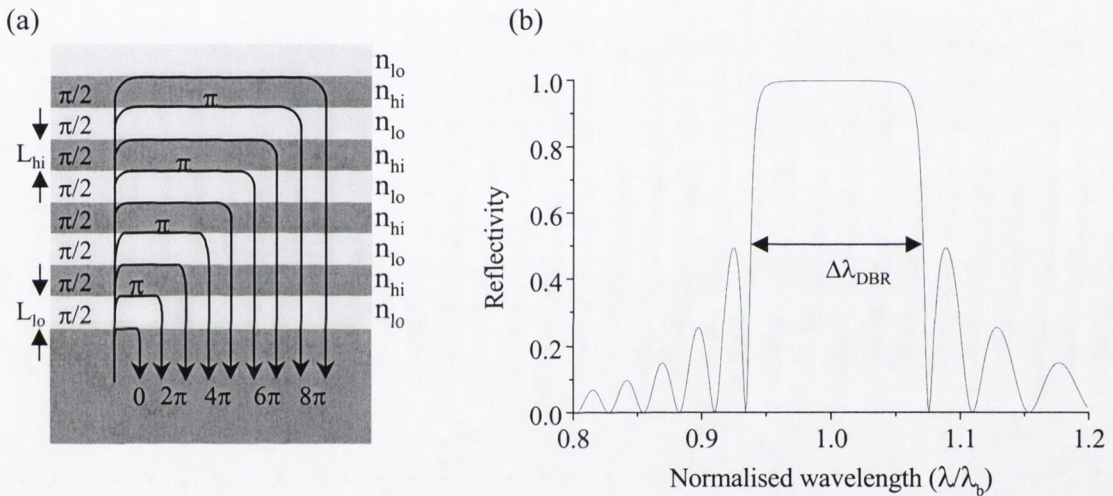 (a)
n_lo
π/2 n_hi
π
π/2 n_lo
L_hi π/2 n_hi
π
π/2 n_lo
π/2 n_hi
π
π/2 n_lo
π/2 n_hi
π
L_lo π/2 n_lo
0 2π 4π 6π 8π
(b)
1.0
0.8
0.6
0.4
0.2
0.0
Reflectivity
Δλ_DBR
0.8 0.9 1.0 1.1 1.2
Normalised wavelength (λ/λ_b)